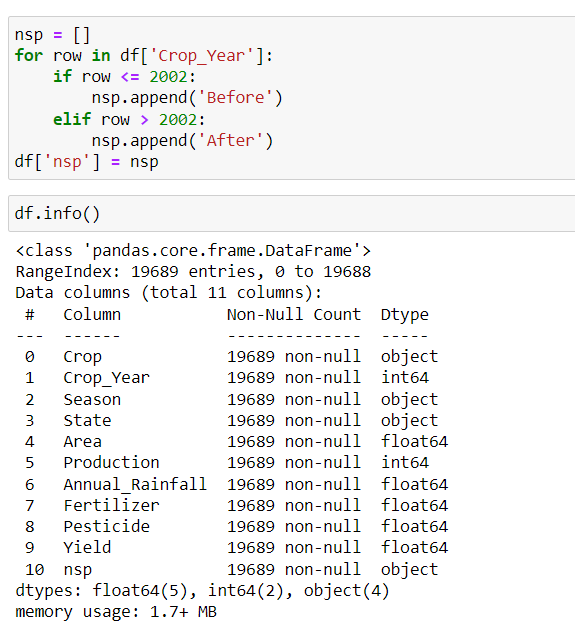 nsp = []
for row in df['Crop_Year']:
    if row <= 2002:
        nsp.append('Before')
    elif row > 2002:
        nsp.append('After')
df['nsp'] = nsp
df.info()
<class 'pandas.core.frame.DataFrame'>
RangeIndex: 19689 entries, 0 to 19688
Data columns (total 11 columns):
 #   Column           Non-Null Count  Dtype
---  ------           --------------  -----
 0   Crop             19689 non-null  object
 1   Crop_Year        19689 non-null  int64
 2   Season           19689 non-null  object
 3   State            19689 non-null  object
 4   Area             19689 non-null  float64
 5   Production       19689 non-null  int64
 6   Annual_Rainfall  19689 non-null  float64
 7   Fertilizer       19689 non-null  float64
 8   Pesticide        19689 non-null  float64
 9   Yield            19689 non-null  float64
 10  nsp              19689 non-null  object
dtypes: float64(5), int64(2), object(4)
memory usage: 1.7+ MB